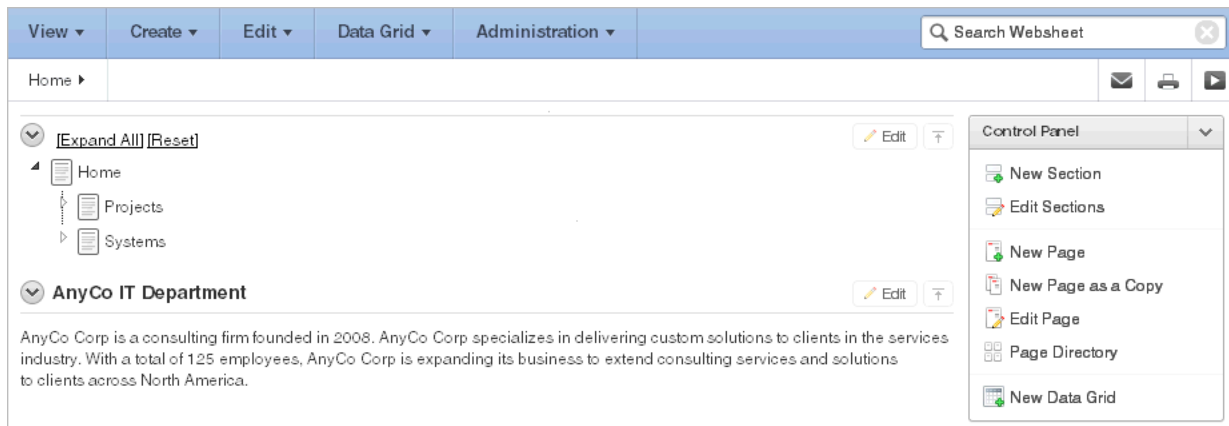 View Create Edit Data Grid Administration Search Websheet
Home
[Expand All] [Reset] Edit
Home
Projects
Systems
AnyCo IT Department Edit
AnyCo Corp is a consulting firm founded in 2008. AnyCo Corp specializes in delivering custom solutions to clients in the services
industry. With a total of 125 employees, AnyCo Corp is expanding its business to extend consulting services and solutions
to clients across North America.
Control Panel
New Section
Edit Sections
New Page
New Page as a Copy
Edit Page
Page Directory
New Data Grid